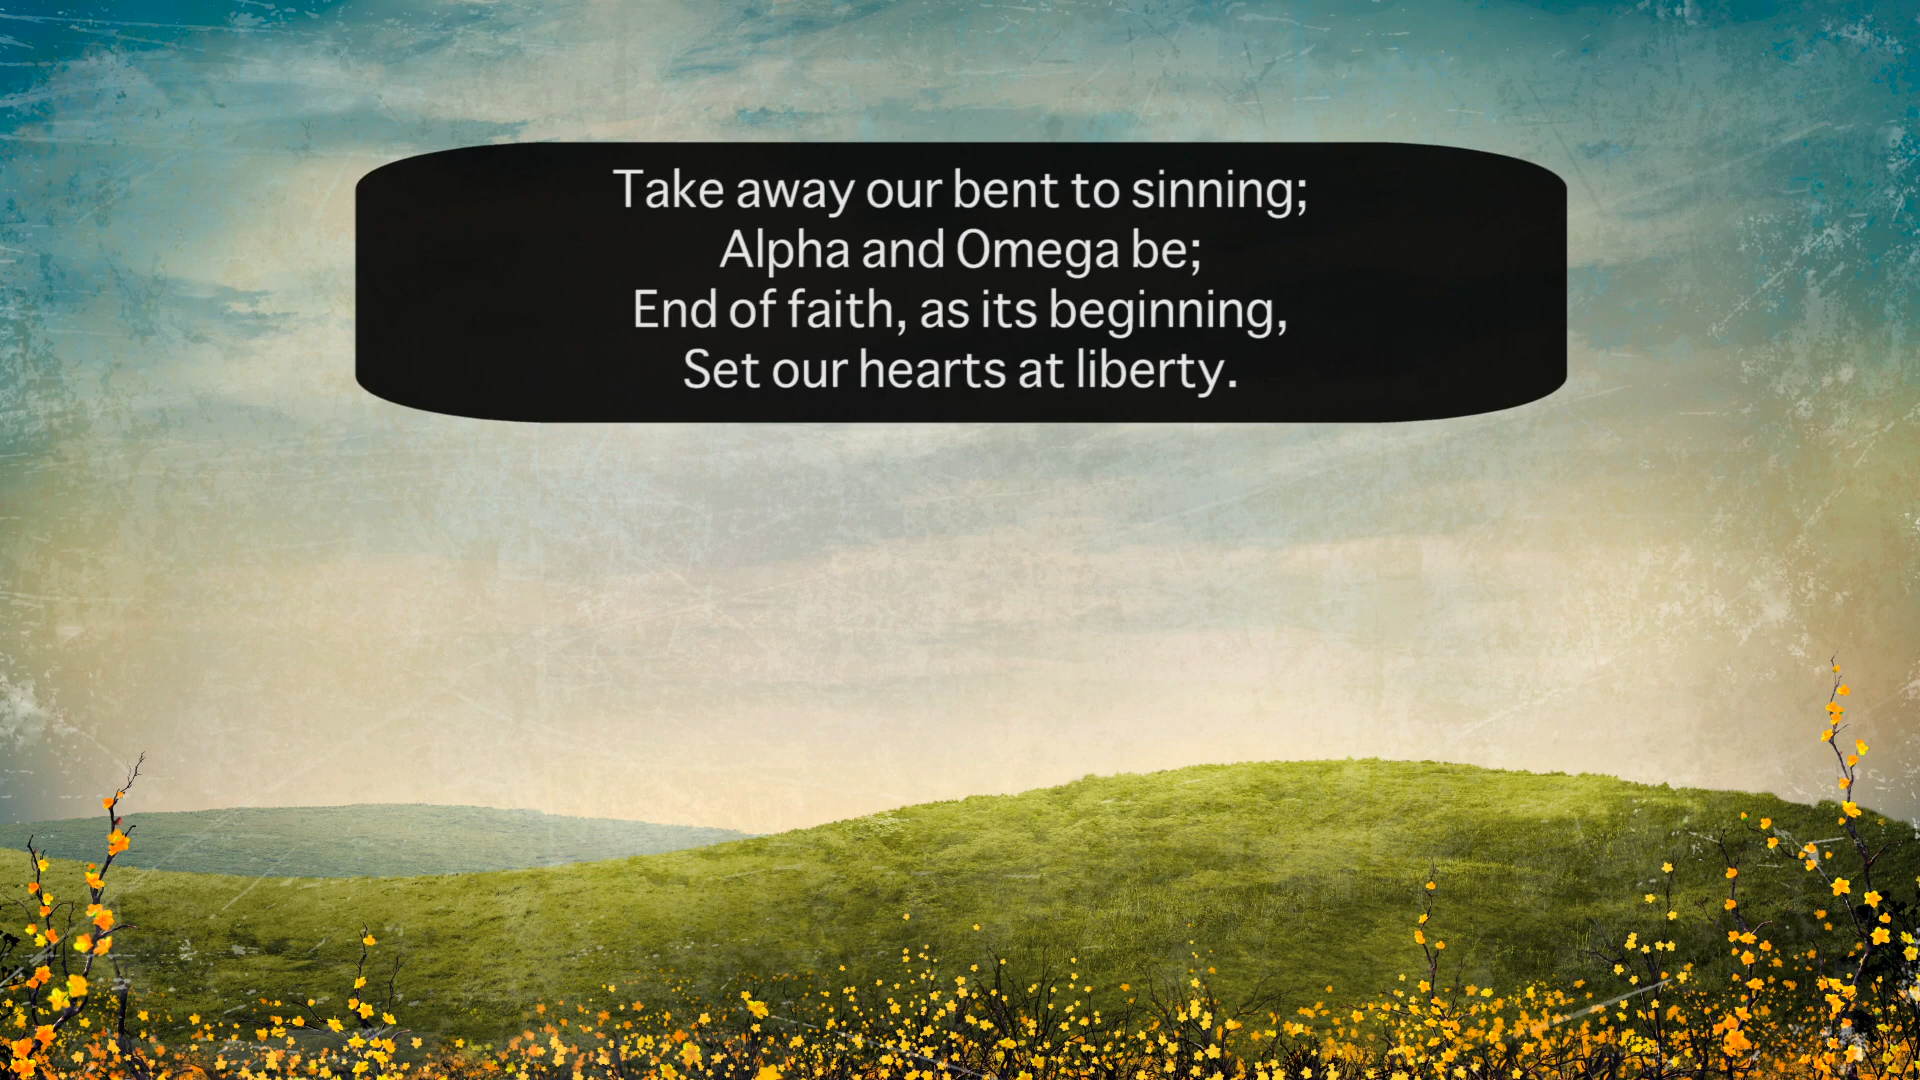 Take away our bent to sinning;
Alpha and Omega be;
End of faith, as its beginning,
Set our hearts at liberty.